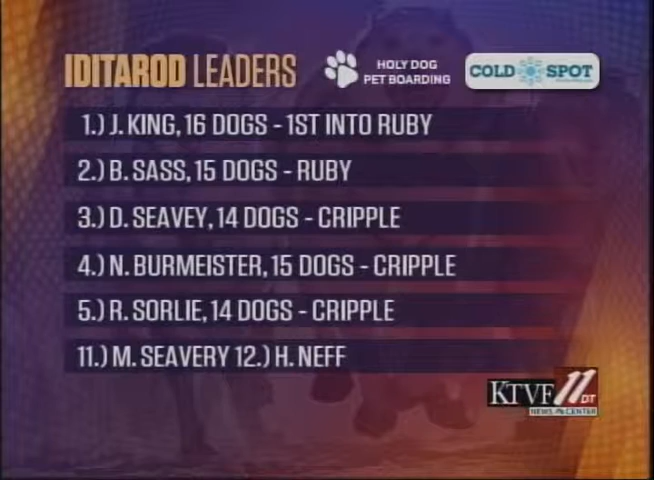 IDITAROD LEADERS
HOLY DOG
PET BOARDING
COLD SPOT
1.) J. KING, 16 DOGS - 1ST INTO RUBY
2.) B. SASS, 15 DOGS - RUBY
3.) D. SEAVEY, 14 DOGS - CRIPPLE
4.) N. BURMEISTER, 15 DOGS - CRIPPLE
5.) R. SORLIE, 14 DOGS - CRIPPLE
11.) M. SEAVERY 12.) H. NEFF
KTVF 11 DT
NEWS CENTER